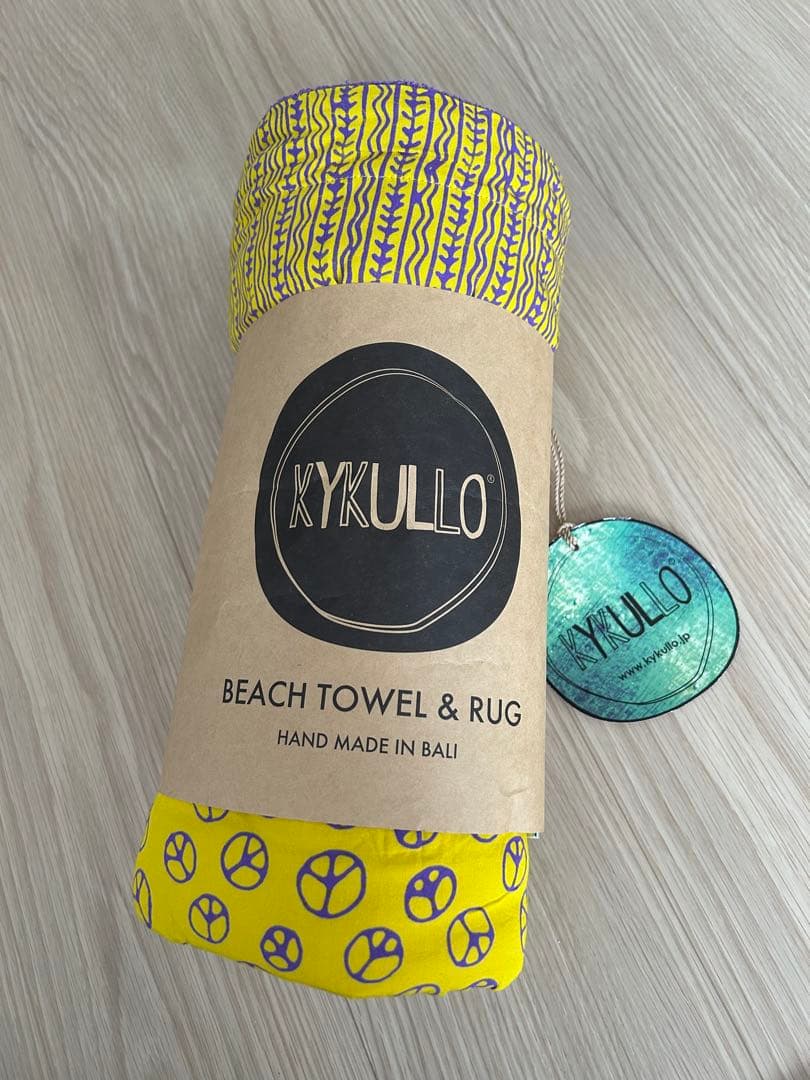 KYKULLO®
BEACH TOWEL & RUG
HAND MADE IN BALI
KYKULLO
www.kykullo.jp